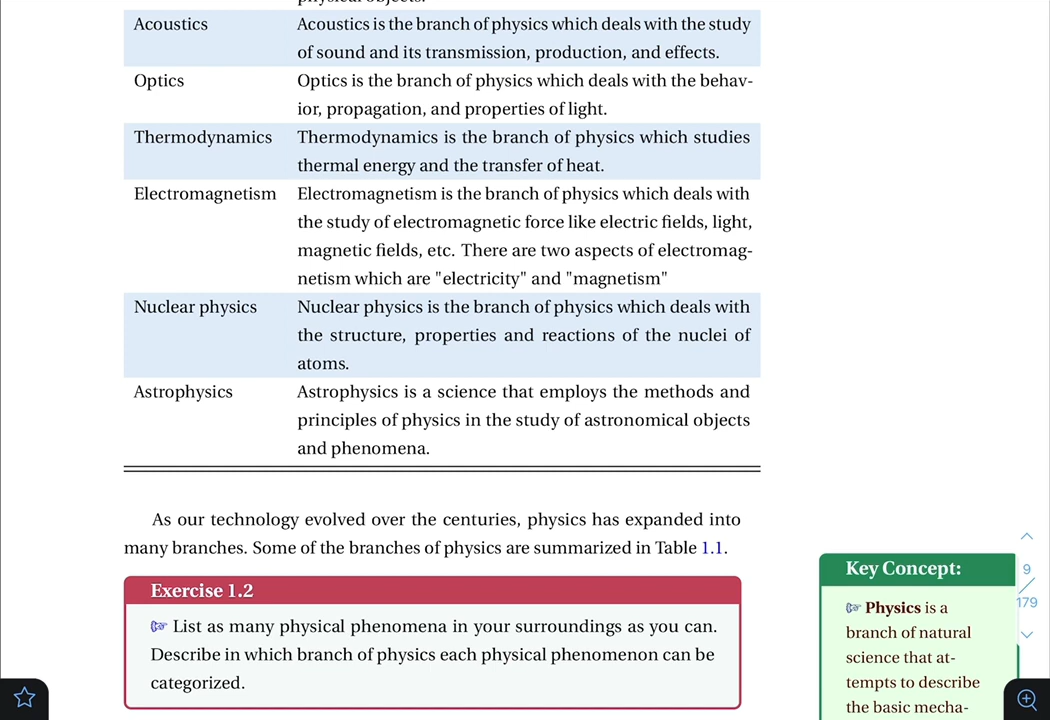 physical objects.
Acoustics
Acoustics is the branch of physics which deals with the study
of sound and its transmission, production, and effects.
Optics
Optics is the branch of physics which deals with the behav-
ior, propagation, and properties of light.
Thermodynamics
Thermodynamics is the branch of physics which studies
thermal energy and the transfer of heat.
Electromagnetism
Electromagnetism is the branch of physics which deals with
the study of electromagnetic force like electric fields, light,
magnetic fields, etc. There are two aspects of electromag-
netism which are "electricity" and "magnetism"
Nuclear physics
Nuclear physics is the branch of physics which deals with
the structure, properties and reactions of the nuclei of
atoms.
Astrophysics
Astrophysics is a science that employs the methods and
principles of physics in the study of astronomical objects
and phenomena.
As our technology evolved over the centuries, physics has expanded into
many branches. Some of the branches of physics are summarized in Table 1.1.
Exercise 1.2
☞ List as many physical phenomena in your surroundings as you can.
Describe in which branch of physics each physical phenomenon can be
categorized.
Key Concept:
☞ Physics is a
branch of natural
science that at-
tempts to describe
the basic mecha-
9
/
179